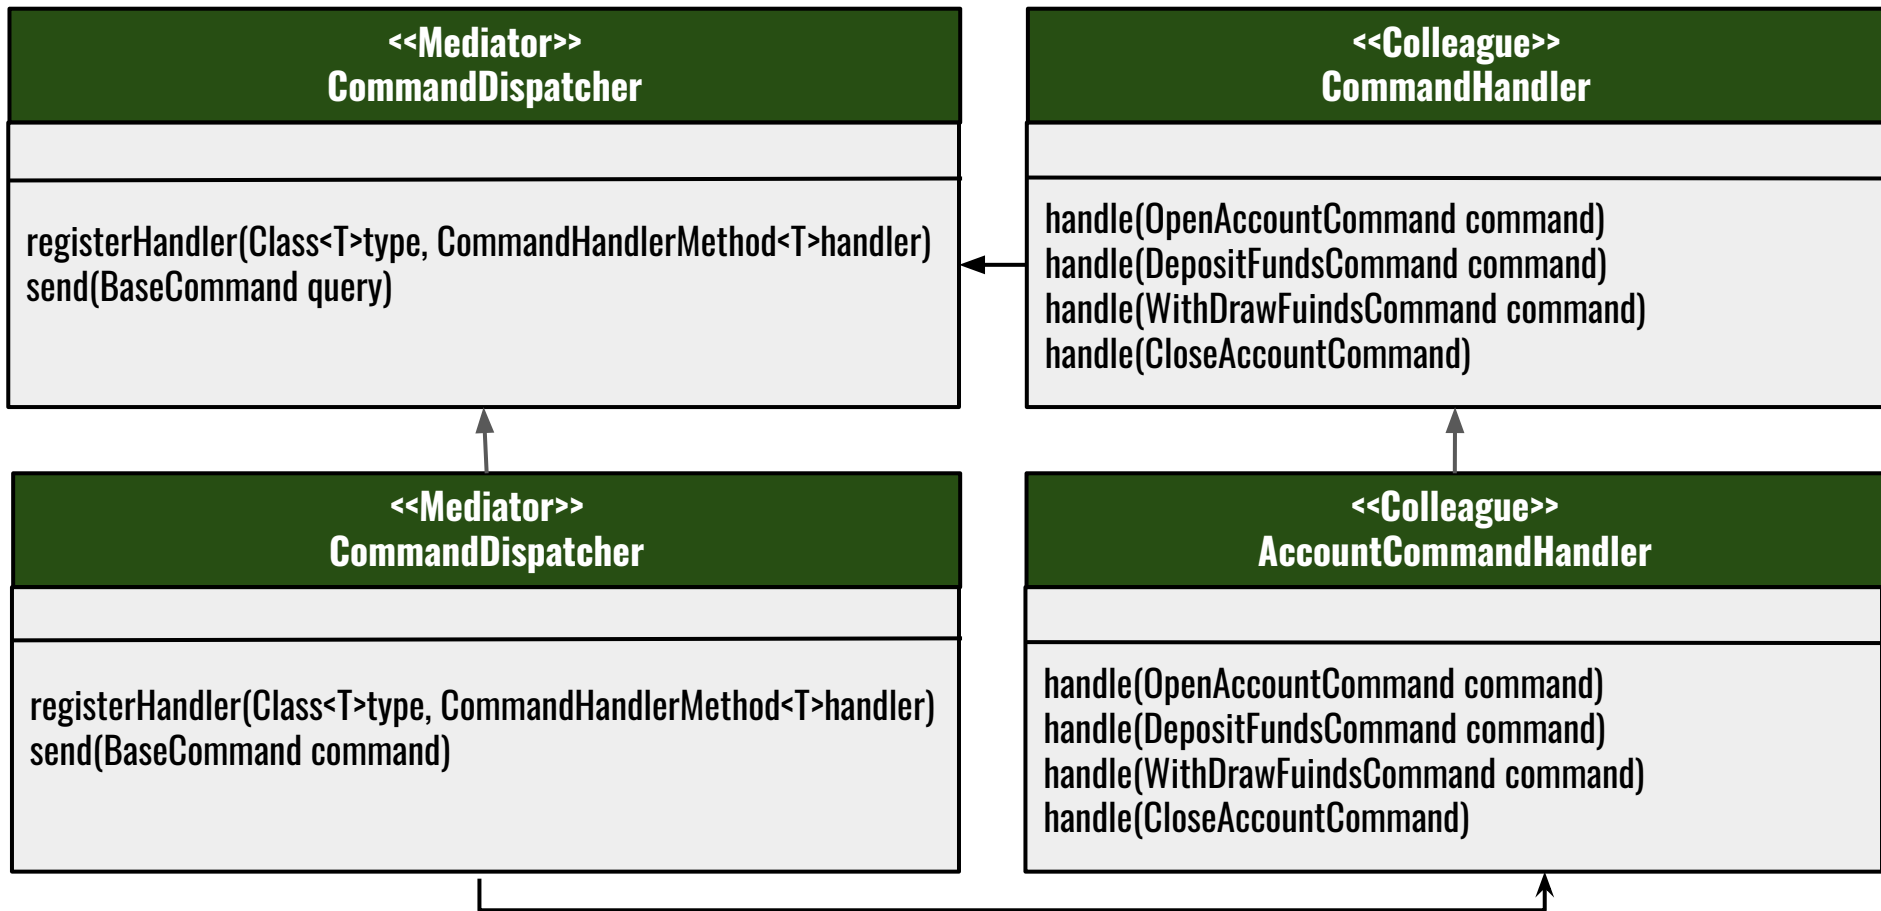 <<Mediator>>
CommandDispatcher
registerHandler(Class<T>type, CommandHandlerMethod<T>handler)
send(BaseCommand query)
<<Colleague>>
CommandHandler
handle(OpenAccountCommand command)
handle(DepositFundsCommand command)
handle(WithDrawFuindsCommand command)
handle(CloseAccountCommand)
<<Mediator>>
CommandDispatcher
registerHandler(Class<T>type, CommandHandlerMethod<T>handler)
send(BaseCommand command)
<<Colleague>>
AccountCommandHandler
handle(OpenAccountCommand command)
handle(DepositFundsCommand command)
handle(WithDrawFuindsCommand command)
handle(CloseAccountCommand)